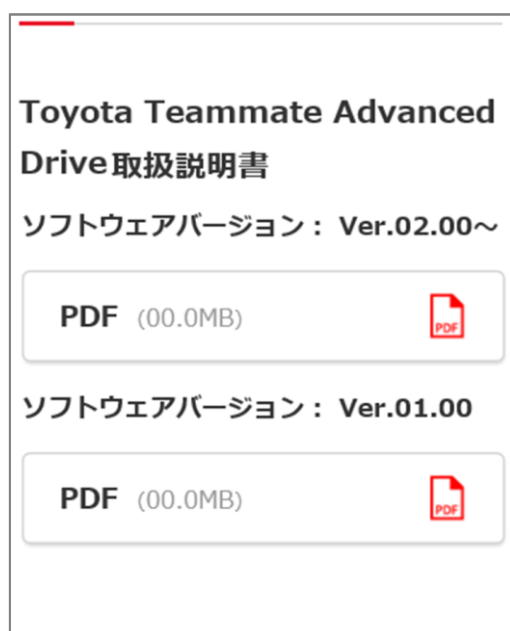 Toyota Teammate Advanced
Drive取扱説明書
ソフトウェアバージョン： Ver.02.00～
PDF (00.0MB)
PDF
ソフトウェアバージョン： Ver.01.00
PDF (00.0MB)
PDF